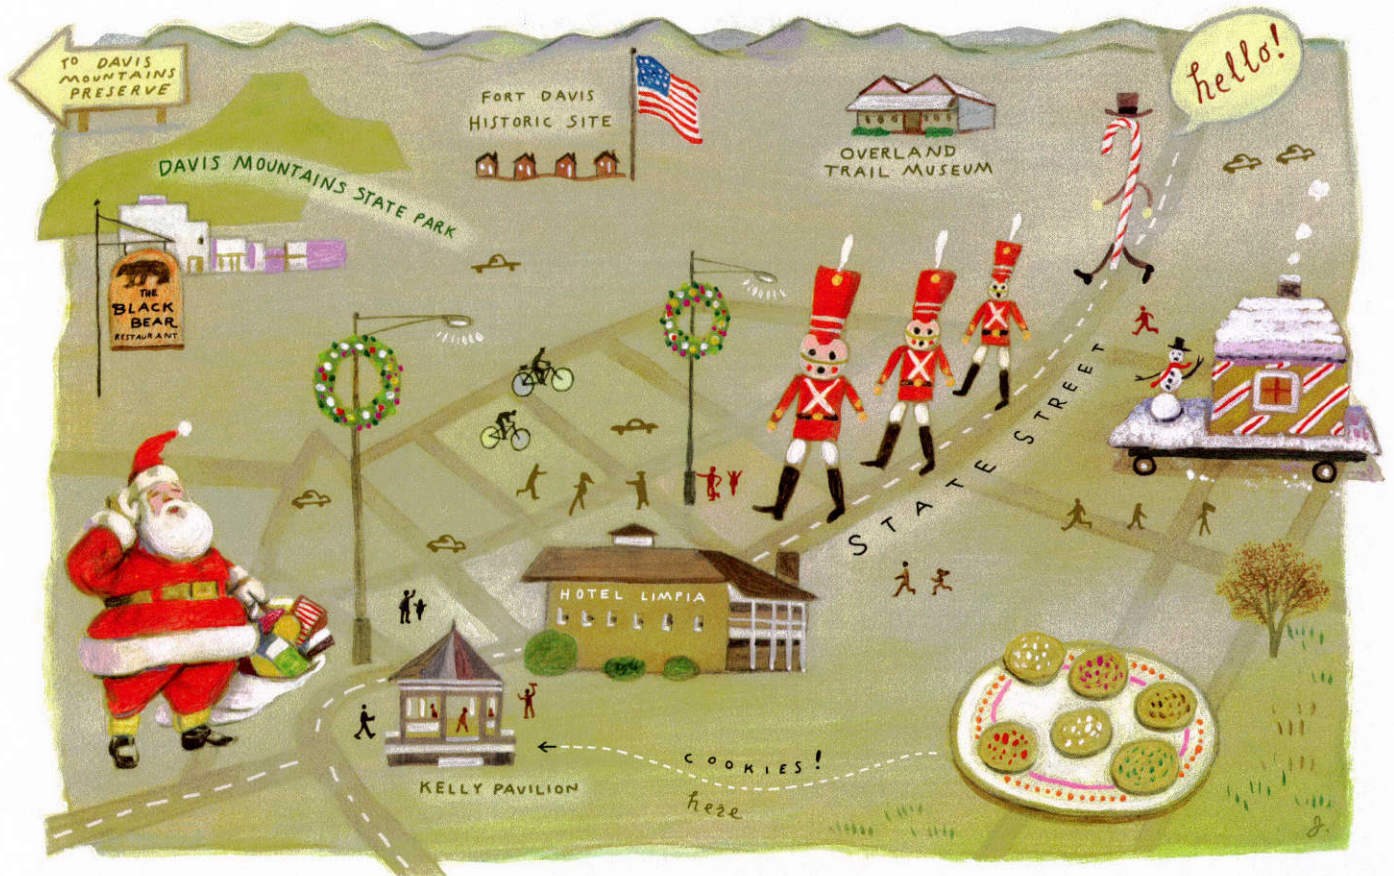 TO DAVIS
MOUNTAINS
PRESERVE
hello!
FORT DAVIS
HISTORIC SITE
OVERLAND
TRAIL MUSEUM
DAVIS MOUNTAINS STATE PARK
THE
BLACK
BEAR
RESTAURANT
STATE STREET
HOTEL LIMPIA
COOKIES!
here
KELLY PAVILION
J.